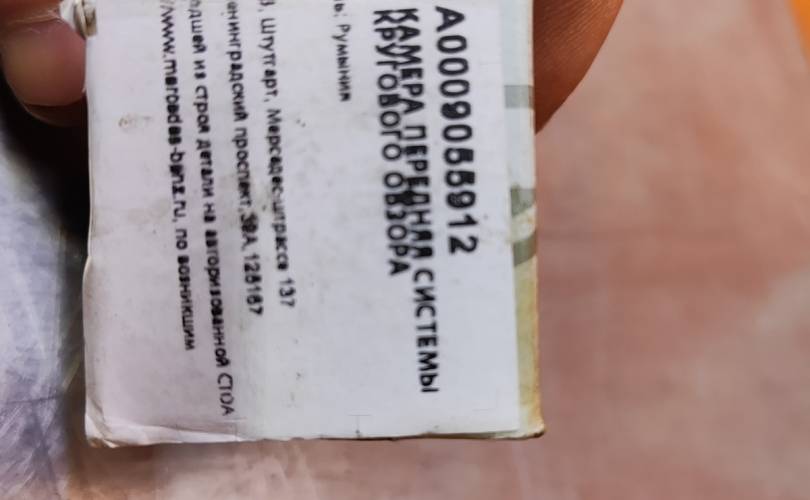 A0009055912
КАМЕРА ПЕРЕДНЯЯ СИСТЕМЫ
КРУГОВОГО ОБЗОРА
ь: Румыния
Штутгарт, Мерседесштрассе 137
енинградский проспект, 39А, 125167
дшей из строя детали на авторизованной СТОА
/www.mercedes-benz.ru, по возникшим